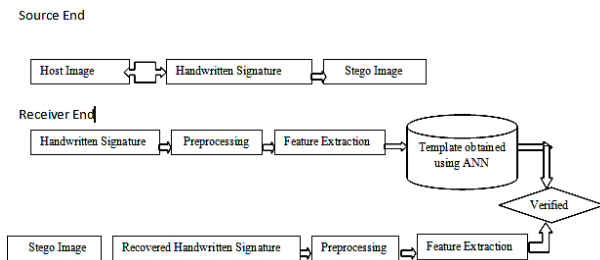 Source End
Host Image
Handwritten Signature
Stego Image
Receiver End
Handwritten Signature
Preprocessing
Feature Extraction
Template obtained
using ANN
Verified
Stego Image
Recovered Handwritten Signature
Preprocessing
Feature Extraction